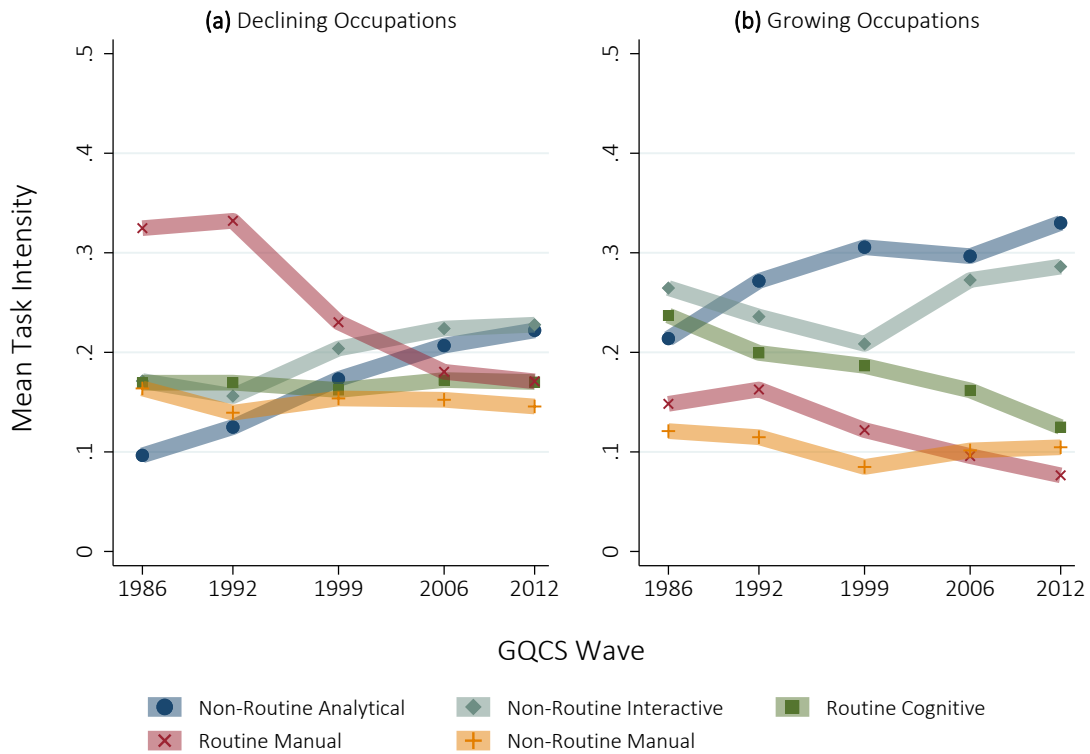 (a) Declining Occupations
(b) Growing Occupations
Mean Task Intensity
.5
.4
.3
.2
.1
0
1986 1992 1999 2006 2012
.5
.4
.3
.2
.1
0
1986 1992 1999 2006 2012
GQCS Wave
Non-Routine Analytical Non-Routine Interactive Routine Cognitive
Routine Manual Non-Routine Manual